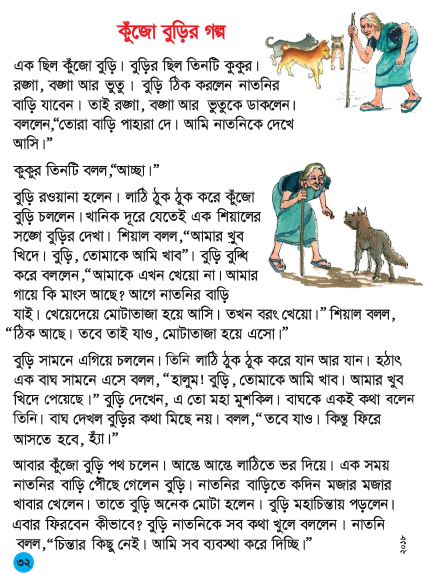 কুঁজো বুড়ির গল্প
এক ছিল কুঁজো বুড়ি। বুড়ির ছিল তিনটি কুকুর।
রঙ্গা, বঙ্গা আর ভুতু । বুড়ি ঠিক করলেন নাতনির
বাড়ি যাবেন। তাই রঙ্গা, বঙ্গা আর ভুতুকে ডাকলেন।
বললেন,“তোরা বাড়ি পাহারা দে। আমি নাতনিকে দেখে
আসি।”
কুকুর তিনটি বলল,“আচ্ছা।”
বুড়ি রওয়ানা হলেন। লাঠি ঠুক ঠুক করে কুঁজো
বুড়ি চললেন। খানিক দূরে যেতেই এক শিয়ালের
সঙ্গে বুড়ির দেখা। শিয়াল বলল,“আমার খুব
খিদে। বুড়ি, তোমাকে আমি খাব”। বুড়ি বুদ্ধি
করে বললেন,“আমাকে এখন খেয়ো না। আমার
গায়ে কি মাংস আছে? আগে নাতনির বাড়ি
যাই। খেয়েদেয়ে মোটাতাজা হয়ে আসি। তখন বরং খেয়ো।” শিয়াল বলল,
“ঠিক আছে। তবে তাই যাও, মোটাতাজা হয়ে এসো।”
বুড়ি সামনে এগিয়ে চললেন। তিনি লাঠি ঠুক ঠুক করে যান আর যান। হঠাৎ
এক বাঘ সামনে এসে বলল, “হালুম! বুড়ি, তোমাকে আমি খাব। আমার খুব
খিদে পেয়েছে।” বুড়ি দেখেন, এ তো মহা মুশকিল। বাঘকে একই কথা বলেন
তিনি। বাঘ দেখল বুড়ির কথা মিছে নয়। বলল, “তবে যাও। কিন্তু ফিরে
আসতে হবে, হ্যাঁ।”
আবার কুঁজো বুড়ি পথ চলেন। আস্তে আস্তে লাঠিতে ভর দিয়ে। এক সময়
নাতনির বাড়ি পৌঁছে গেলেন বুড়ি। নাতনির বাড়িতে কদিন মজার মজার
খাবার খেলেন। তাতে বুড়ি অনেক মোটা হলেন। বুড়ি মহাচিন্তায় পড়লেন।
এবার ফিরবেন কীভাবে? বুড়ি নাতনিকে সব কথা খুলে বললেন। নাতনি
বলল,“চিন্তার কিছু নেই। আমি সব ব্যবস্থা করে দিচ্ছি।”
৩২
২০১৮